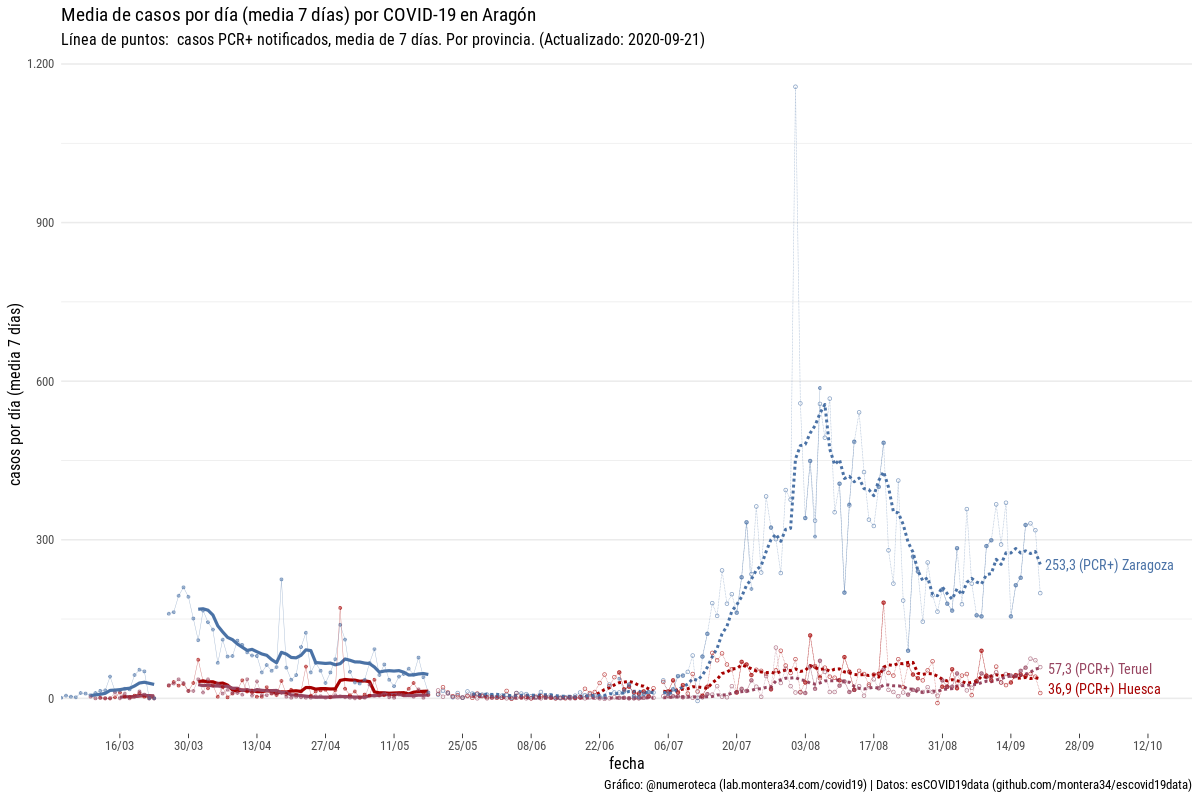 Media de casos por día (media 7 días) por COVID-19 en Aragón
Línea de puntos:  casos PCR+ notificados, media de 7 días. Por provincia. (Actualizado: 2020-09-21)
casos por día (media 7 días)
1.200
900
600
300
0
253,3 (PCR+) Zaragoza
57,3 (PCR+) Teruel
36,9 (PCR+) Huesca
16/03 30/03 13/04 27/04 11/05 25/05 08/06 22/06 06/07 20/07 03/08 17/08 31/08 14/09 28/09 12/10
fecha
Gráfico: @numeroteca (lab.montera34.com/covid19) | Datos: esCOVID19data (github.com/montera34/escovid19data)